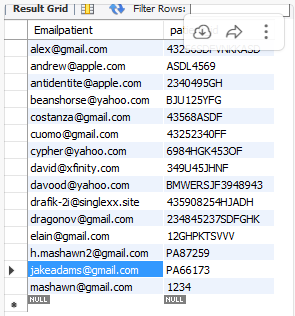 Result Grid Filter Rows:
Emailpatient
alex@gmail.com
andrew@apple.com ASDL4569
antidentite@apple.com 2340495GH
beanshorse@yahoo.com BJU125YFG
costanza@gmail.com 43568ASDF
cuomo@gmail.com 43252340FF
cypher@yahoo.com 6984HGK453OF
david@xfinity.com 349U45JHNF
davood@yahoo.com BMWERSJF3948943
drafik-2i@singlexx.site 435908254HJADH
dragonov@gmail.com 234845237SDFGHK
elain@gmail.com 12GHPKTSVVV
h.mashawn2@gmail.com PA87259
jakeadams@gmail.com PA66173
mashawn@gmail.com 1234
NULL NULL